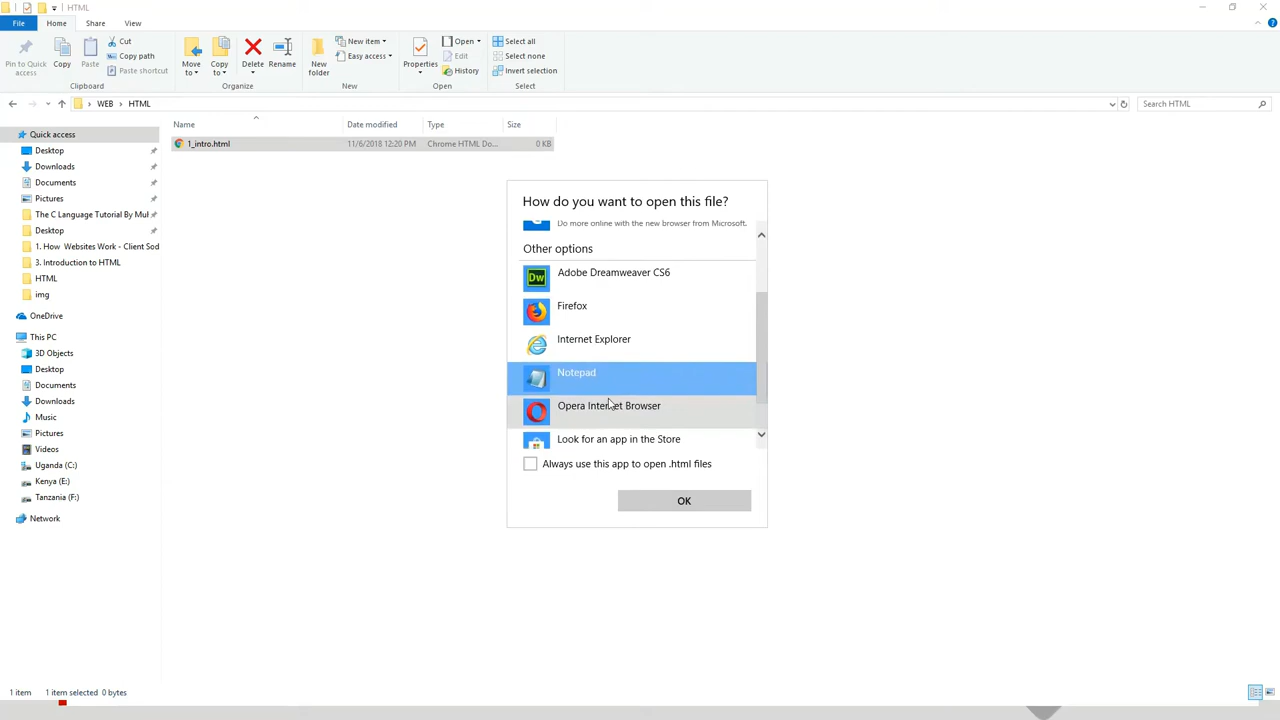 HTML
File
Home
Share
View
Pin to Quick access
Copy
Paste
Cut
Copy path
Paste shortcut
Clipboard
Move to
Copy to
Delete
Rename
Organize
New folder
New item
Easy access
New
Properties
Open
Edit
History
Open
Select all
Select none
Invert selection
Select
WEB
HTML
Search HTML
Name
Date modified
Type
Size
1_intro.html
11/6/2018 12:20 PM
Chrome HTML Do...
0 KB
Quick access
Desktop
Downloads
Documents
Pictures
The C Language Tutorial By Mul
Desktop
1. How Websites Work - Client Sod
3. Introduction to HTML
HTML
img
OneDrive
This PC
3D Objects
Desktop
Documents
Downloads
Music
Pictures
Videos
Uganda (C:)
Kenya (E:)
Tanzania (F:)
Network
How do you want to open this file?
Do more online with the new browser from Microsoft.
Other options
Dw
Adobe Dreamweaver CS6
Firefox
Internet Explorer
Notepad
Opera Internet Browser
Look for an app in the Store
Always use this app to open .html files
OK
1 item
1 item selected 0 bytes